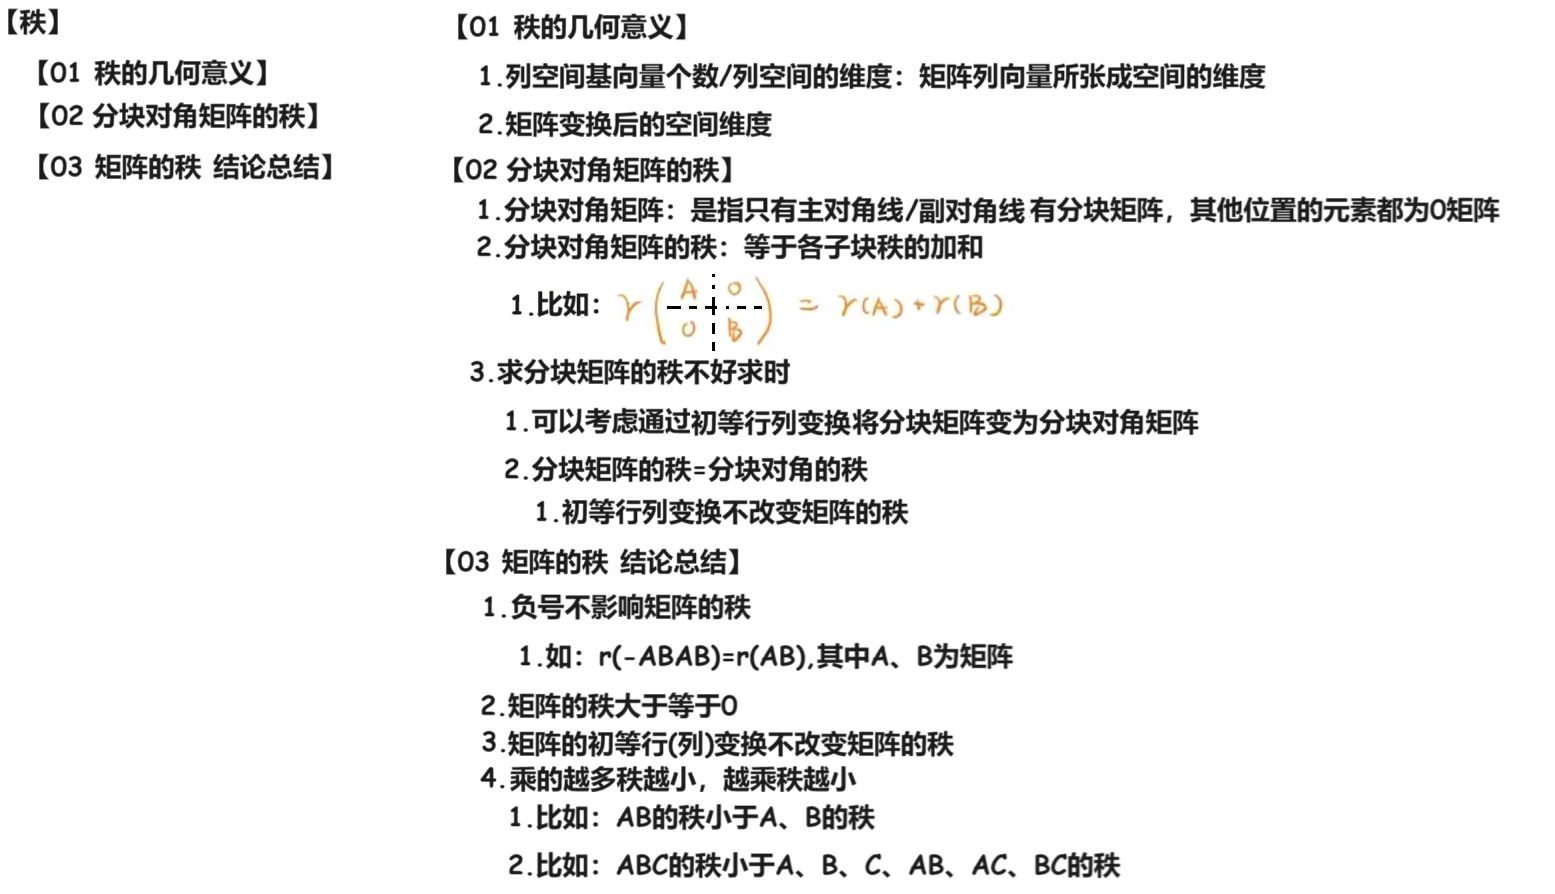 【秩】
【01 秩的几何意义】
【02 分块对角矩阵的秩】
【03 矩阵的秩 结论总结】
【01 秩的几何意义】
1.列空间基向量个数/列空间的维度：矩阵列向量所张成空间的维度
2.矩阵变换后的空间维度
【02 分块对角矩阵的秩】
1.分块对角矩阵：是指只有主对角线/副对角线有分块矩阵，其他位置的元素都为0矩阵
2.分块对角矩阵的秩：等于各子块秩的加和
1.比如：r(A 0
0 B) = r(A)+r(B)
3.求分块矩阵的秩不好求时
1.可以考虑通过初等行列变换将分块矩阵变为分块对角矩阵
2.分块矩阵的秩=分块对角的秩
1.初等行列变换不改变矩阵的秩
【03 矩阵的秩 结论总结】
1.负号不影响矩阵的秩
1.如：r(-ABAB)=r(AB),其中A、B为矩阵
2.矩阵的秩大于等于0
3.矩阵的初等行(列)变换不改变矩阵的秩
4.乘的越多秩越小，越乘秩越小
1.比如：AB的秩小于A、B的秩
2.比如：ABC的秩小于A、B、C、AB、AC、BC的秩